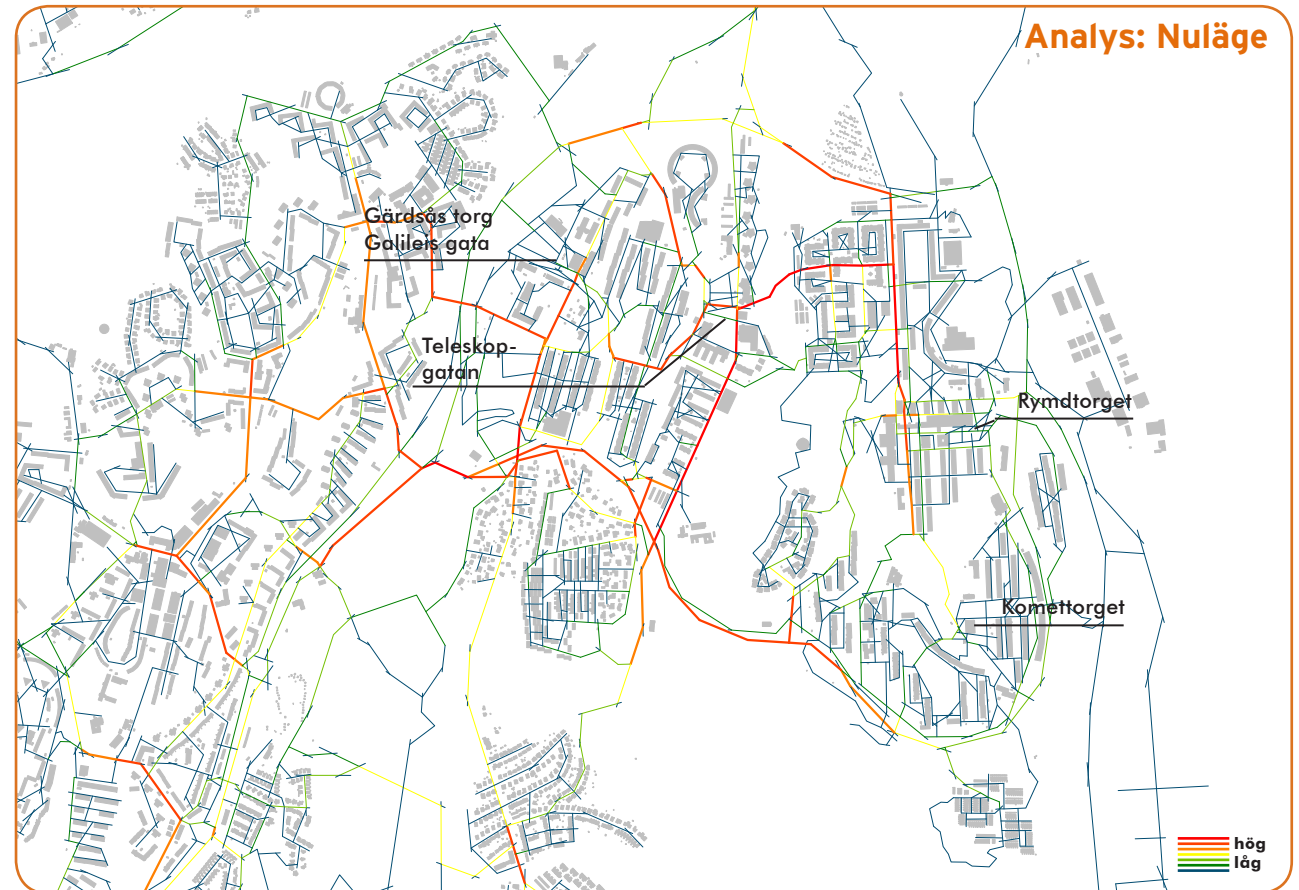 Analys: Nuläge
Gärdsås torg
Galileis gata
Teleskop-
gatan
Rymdtorget
Komettorget
hög
låg